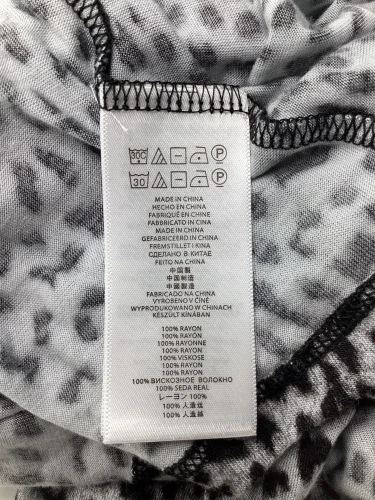 30C P
30 P
MADE IN CHINA
HECHO EN CHINA
FABRIQUÉ EN CHINE
FABBRICATO IN CINA
MADE IN CHINA
GEFABRICEERD IN CHINA
FREMSTILLET I KINA
СДЕЛАНО В КИТАЕ
FEITO NA CHINA
中国製
中国制造
中國製造
FABRICADO NA CHINA
VYROBENO V ČÍNĚ
WYPRODUKOWANO W CHINACH
KÉSZÜLT KÍNÁBAN
100% RAYON
100% RAYON
100% RAYONNE
100% RAYON
100% VISKOSE
100% RAYON
100% RAYON
100% ВИСКОЗНОЕ ВОЛОКНО
100% SEDA REAL
レーヨン 100%
100% 人造丝
100% 人造絲